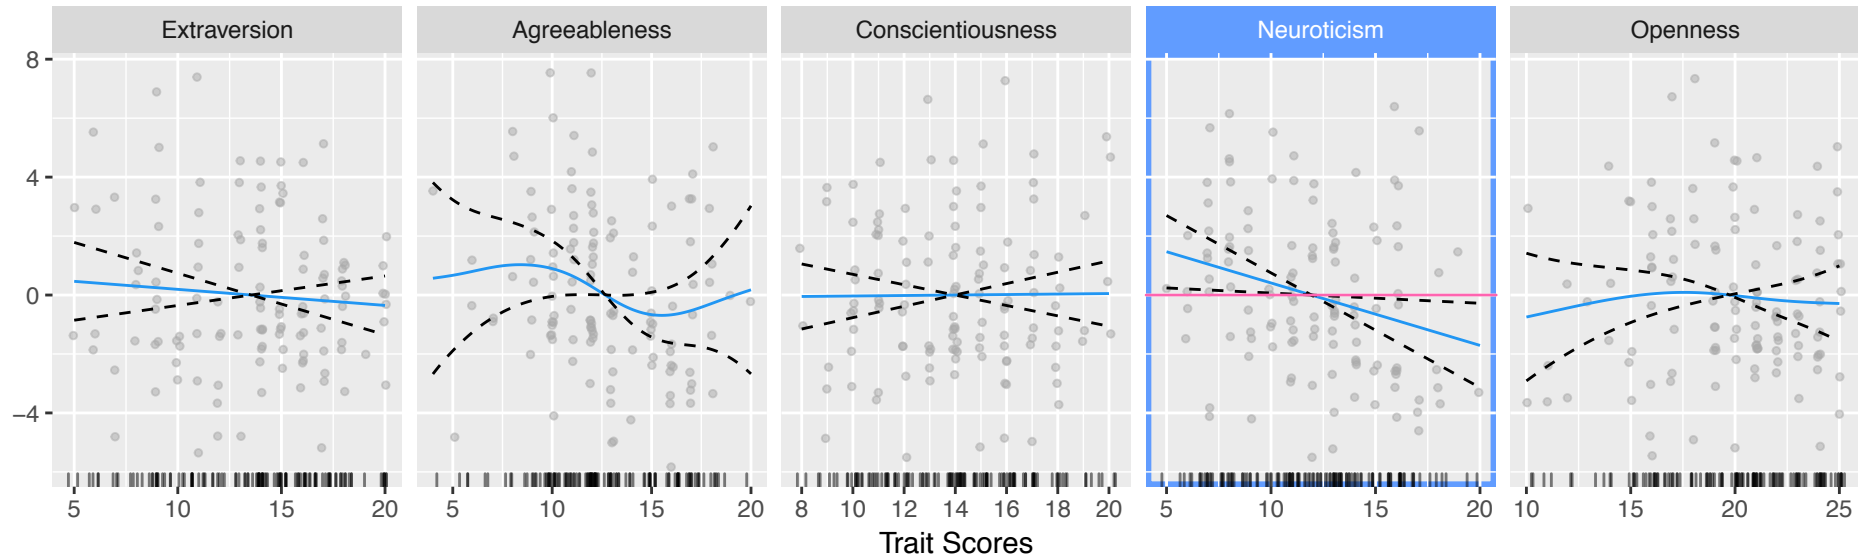 Extraversion Agreeableness Conscientiousness Neuroticism Openness
8
4
0
−4
5 10 15 20 5 10 15 20 8 10 12 14 16 18 20 5 10 15 20 10 15 20 25
Trait Scores